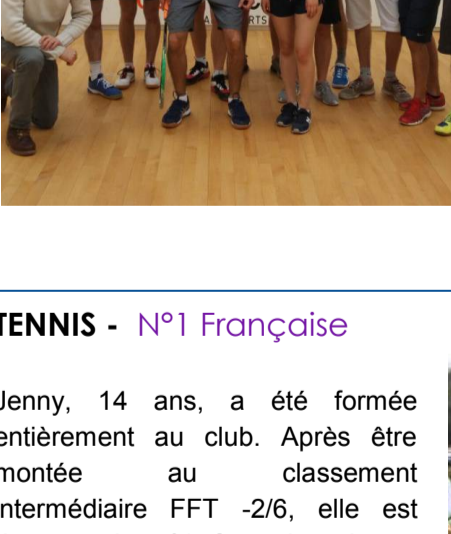 TENNIS - N°1 Française
Jenny, 14 ans, a été formée
entièrement au club. Après être
montée au classement
intermédiaire FFT -2/6, elle est